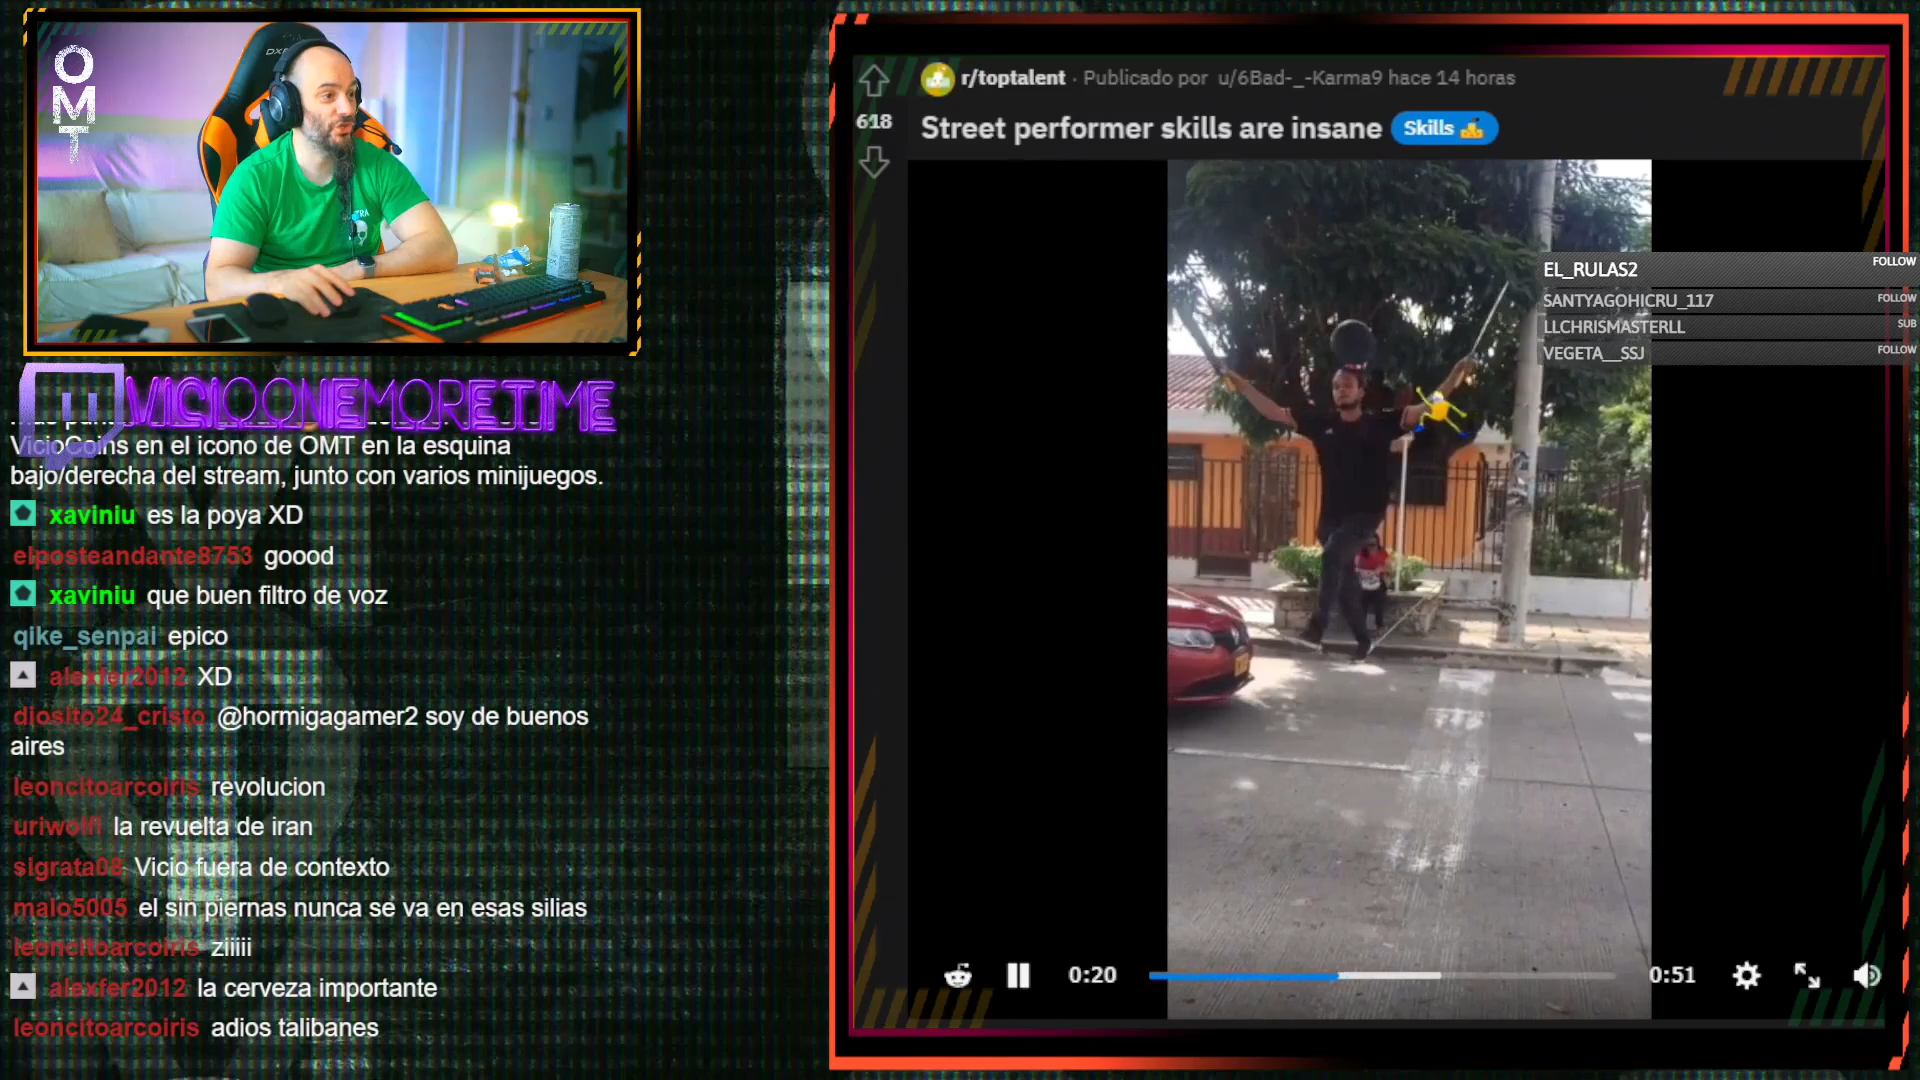 OMT
DX
VICIOONEMORETIME
VicioCoins en el icono de OMT en la esquina
bajo/derecha del stream, junto con varios minijuegos.
xaviniu es la poya XD
elposteandante8753 goood
xaviniu que buen filtro de voz
qike_senpai epico
alexfer2012 XD
diosito24_cristo @hormigagamer2 soy de buenos
aires
leoncitoarcoiris revolucion
uriwolfi la revuelta de iran
sigrata08 Vicio fuera de contexto
malo5005 el sin piernas nunca se va en esas silias
leoncitoarcoiris ziiiii
alexfer2012 la cerveza importante
leoncitoarcoiris adios talibanes
r/toptalent · Publicado por u/6Bad-_-Karma9 hace 14 horas
618
Street performer skills are insane Skills
EL_RULAS2 FOLLOW
SANTYAGOHICRU_117 FOLLOW
LLCHRISMASTERLL SUB
VEGETA__SSJ FOLLOW
0:20
0:51